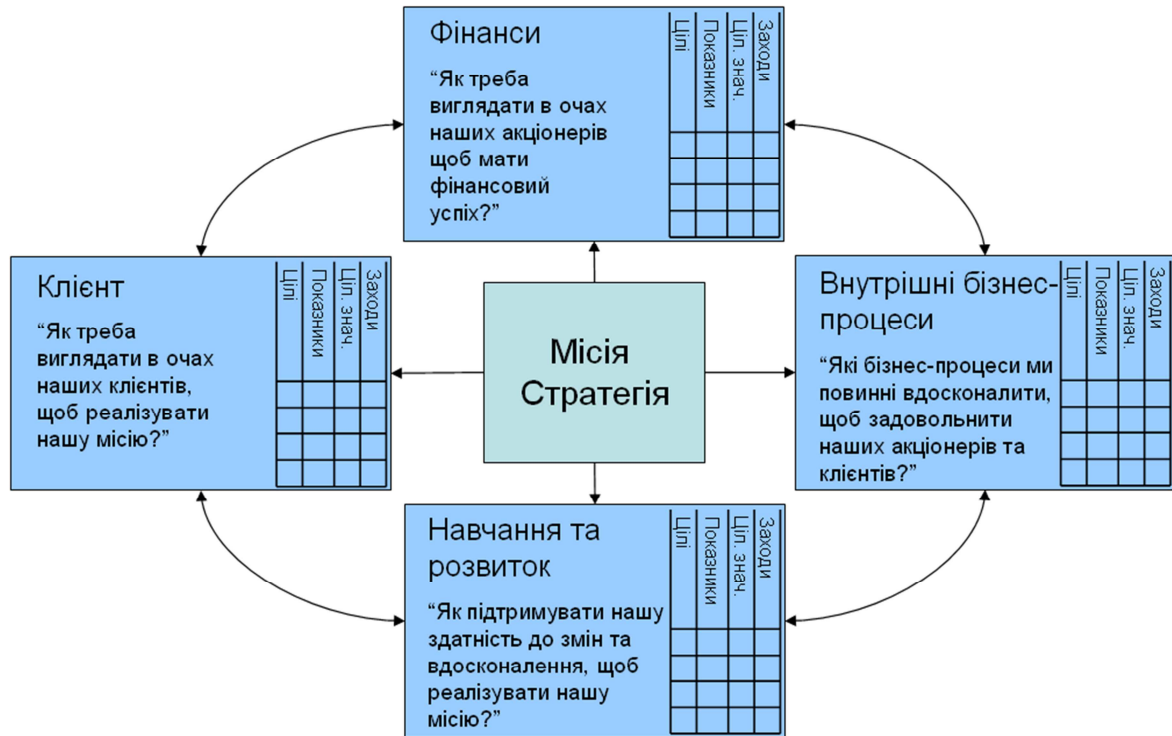 Фінанси
“Як треба
виглядати в очах
наших акціонерів
щоб мати
фінансовий
успіх?”
Цілі
Показники
Ціл. знач.
Заходи
Клієнт
“Як треба
виглядати в очах
наших клієнтів,
щоб реалізувати
нашу місію?”
Цілі
Показники
Ціл. знач.
Заходи
Місія
Стратегія
Внутрішні бізнес-
процеси
“Які бізнес-процеси ми
повинні вдосконалити,
щоб задовольнити
наших акціонерів та
клієнтів?”
Цілі
Показники
Ціл. знач.
Заходи
Навчання та
розвиток
“Як підтримувати нашу
здатність до змін та
вдосконалення, щоб
реалізувати нашу
місію?”
Цілі
Показники
Ціл. знач.
Заходи